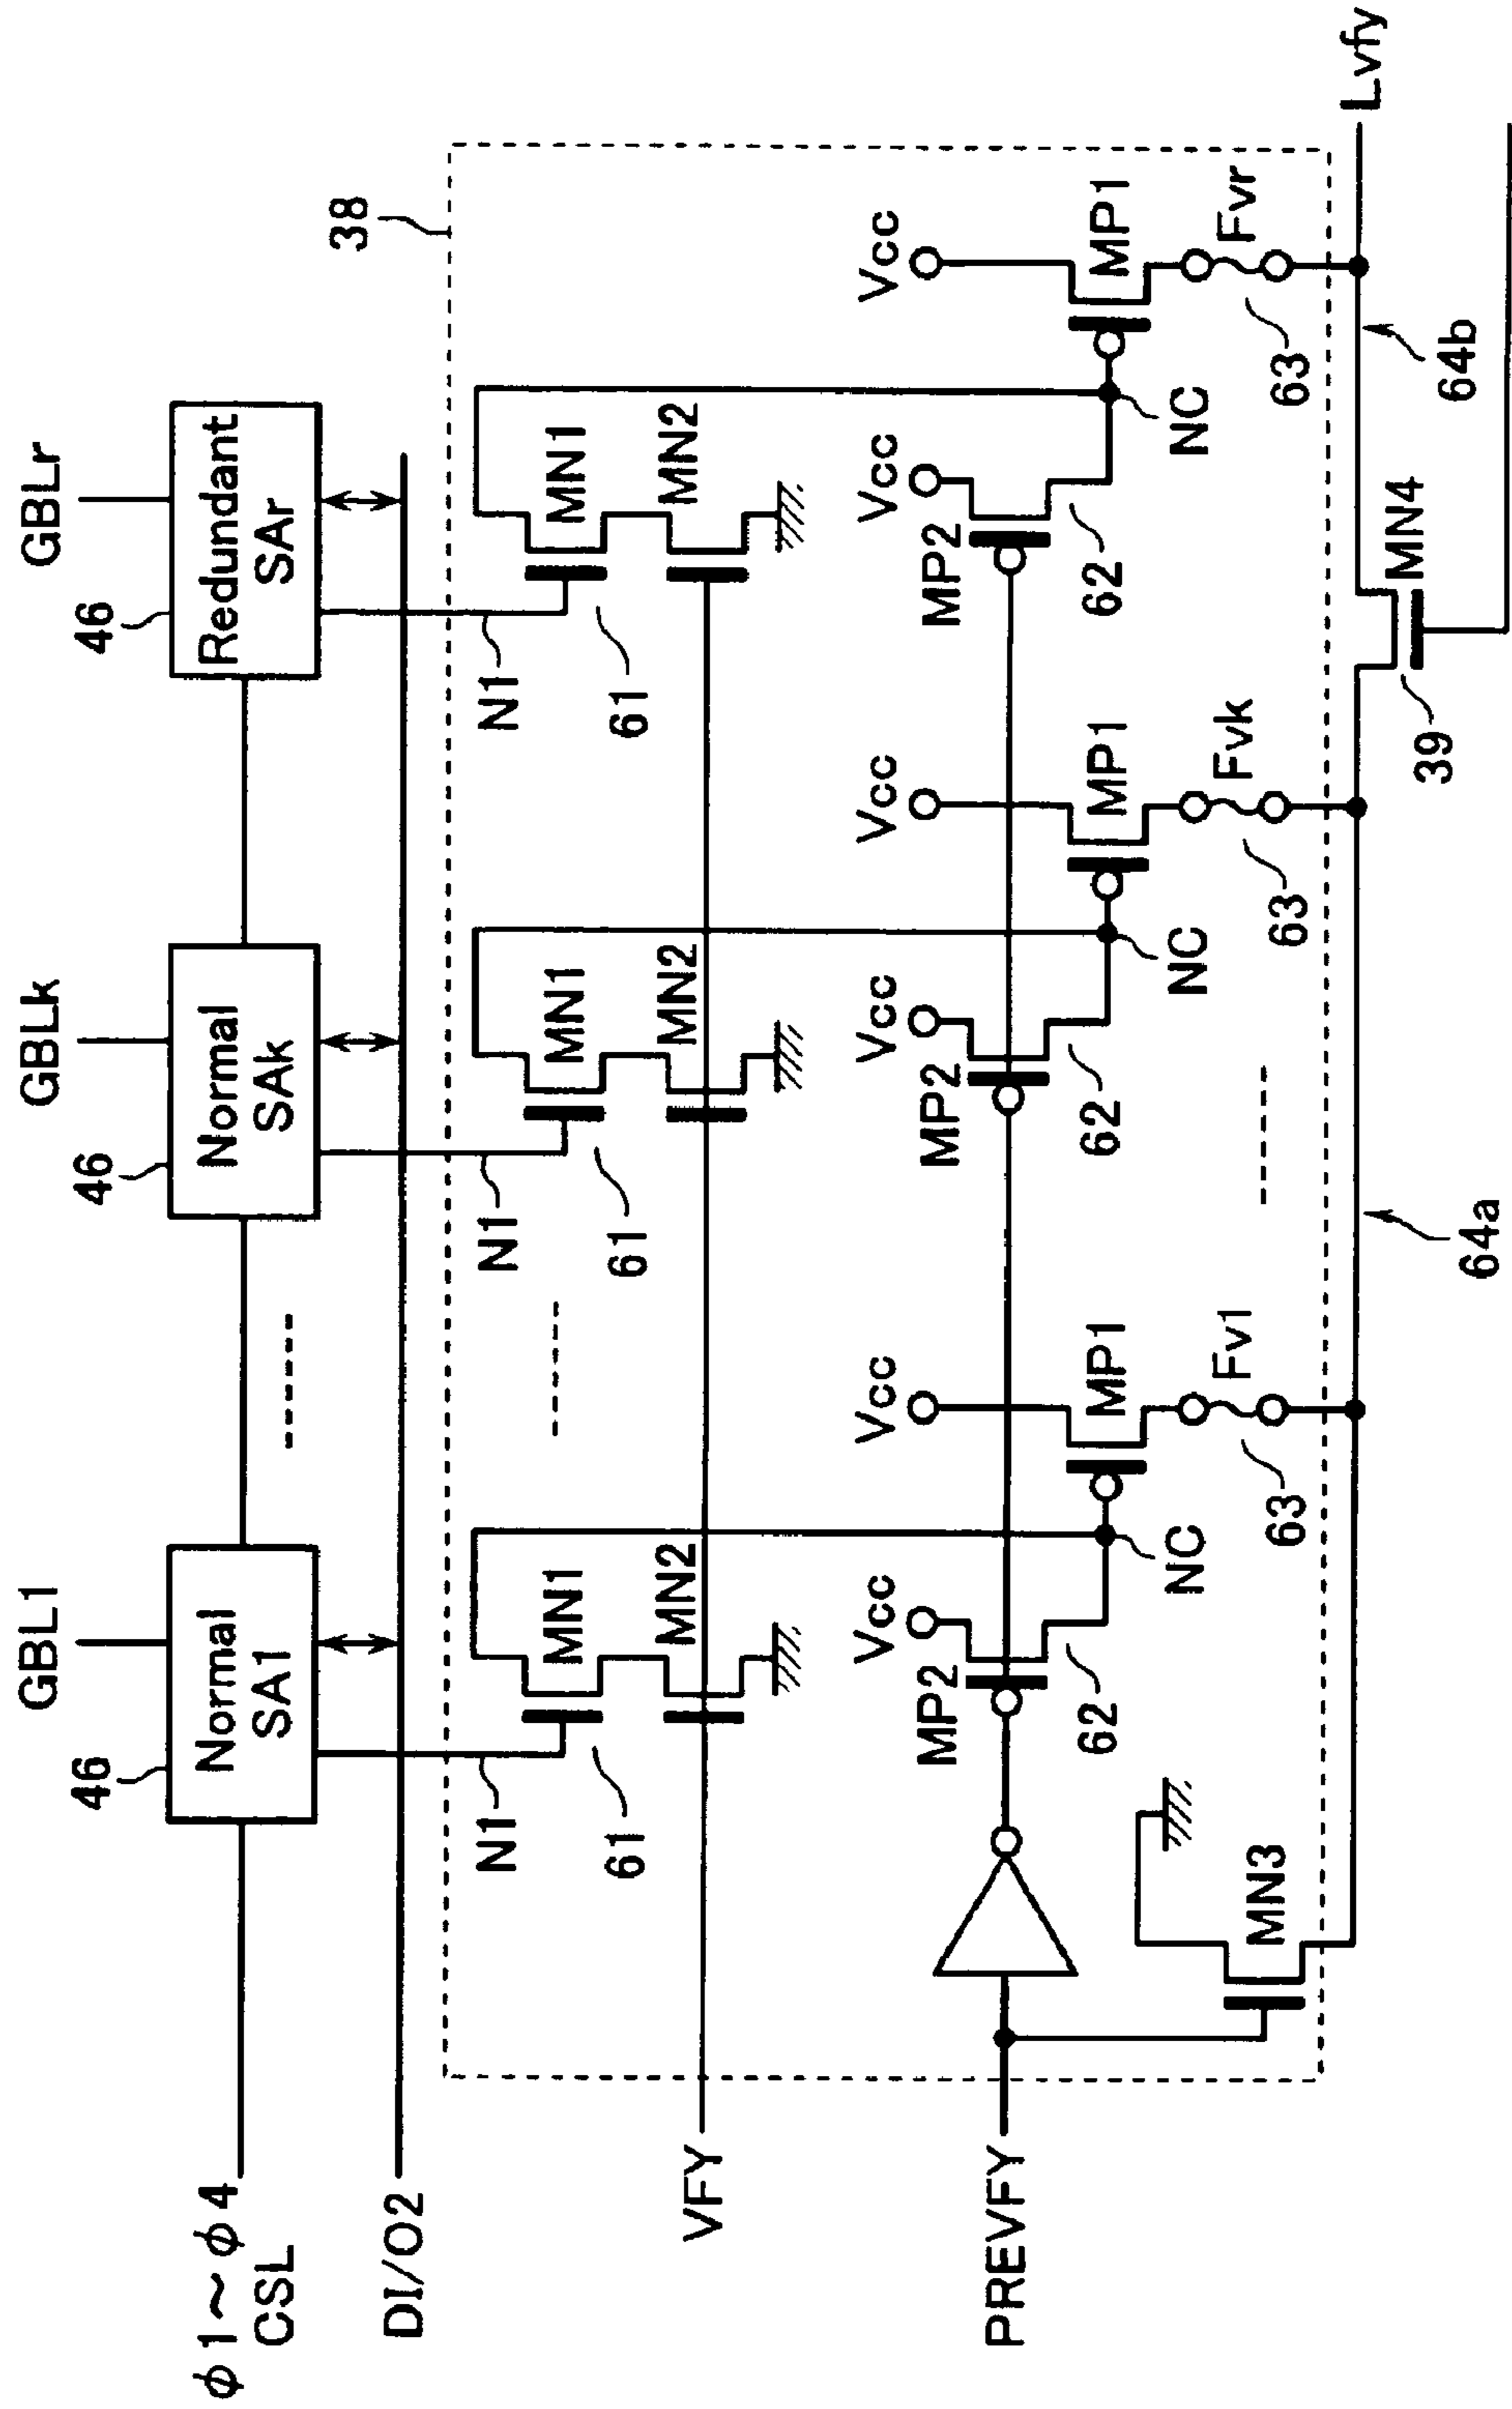 GBL1
GBLk
GBLr
46
46
46
Normal
SA1
Normal
SAk
Redundant
SAr
φ1~φ4
CSL
DI/O2
38
N1
N1
N1
MN1
MN1
MN1
61
61
61
MN2
MN2
MN2
VFY
Vcc
Vcc
Vcc
Vcc
Vcc
Vcc
MP2
MP2
MP2
PREVFY
62
62
62
MP1
MP1
MP1
NC
NC
NC
MN3
Fv1
Fvk
Fvr
63
63
63
Lvfy
MN4
39
64a
64b